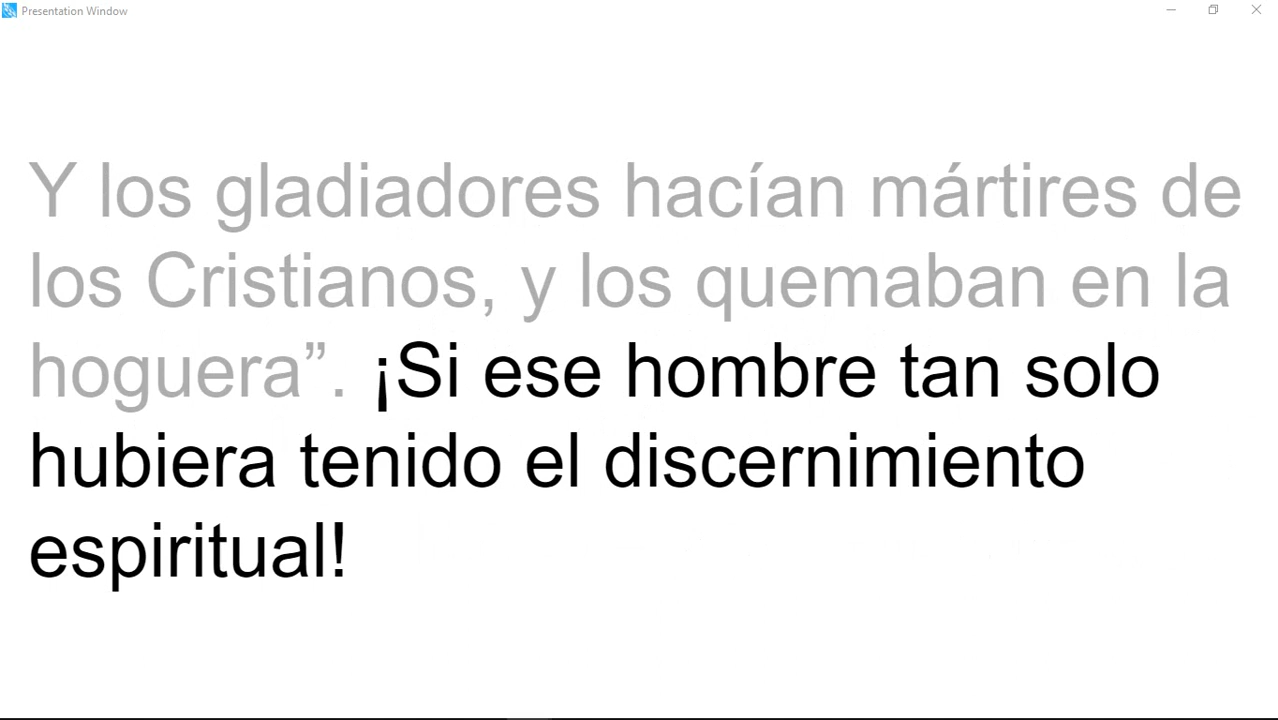 Presentation Window
Y los gladiadores hacían mártires de
los Cristianos, y los quemaban en la
hoguera”. ¡Si ese hombre tan solo
hubiera tenido el discernimiento
espiritual!